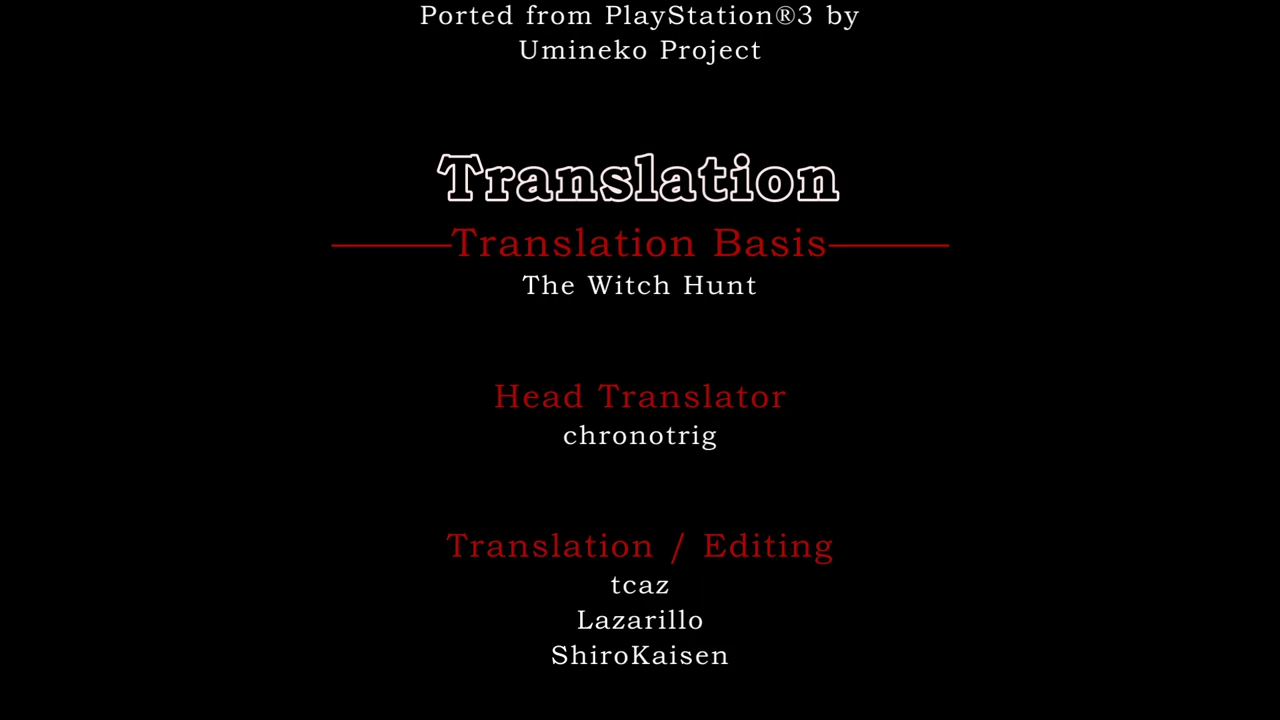 Ported from PlayStation®3 by
Umineko Project
Translation
Translation Basis
The Witch Hunt
Head Translator
chronotrig
Translation / Editing
tcaz
Lazarillo
ShiroKaisen